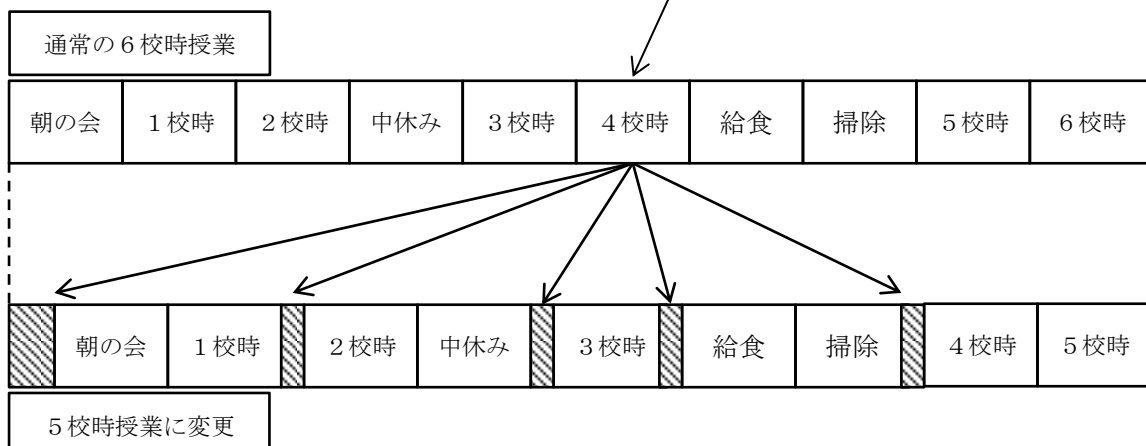 通常の６校時授業
朝の会 １校時 ２校時 中休み ３校時 ４校時 給食 掃除 ５校時 ６校時
朝の会 １校時 ２校時 中休み ３校時 給食 掃除 ４校時 ５校時
５校時授業に変更